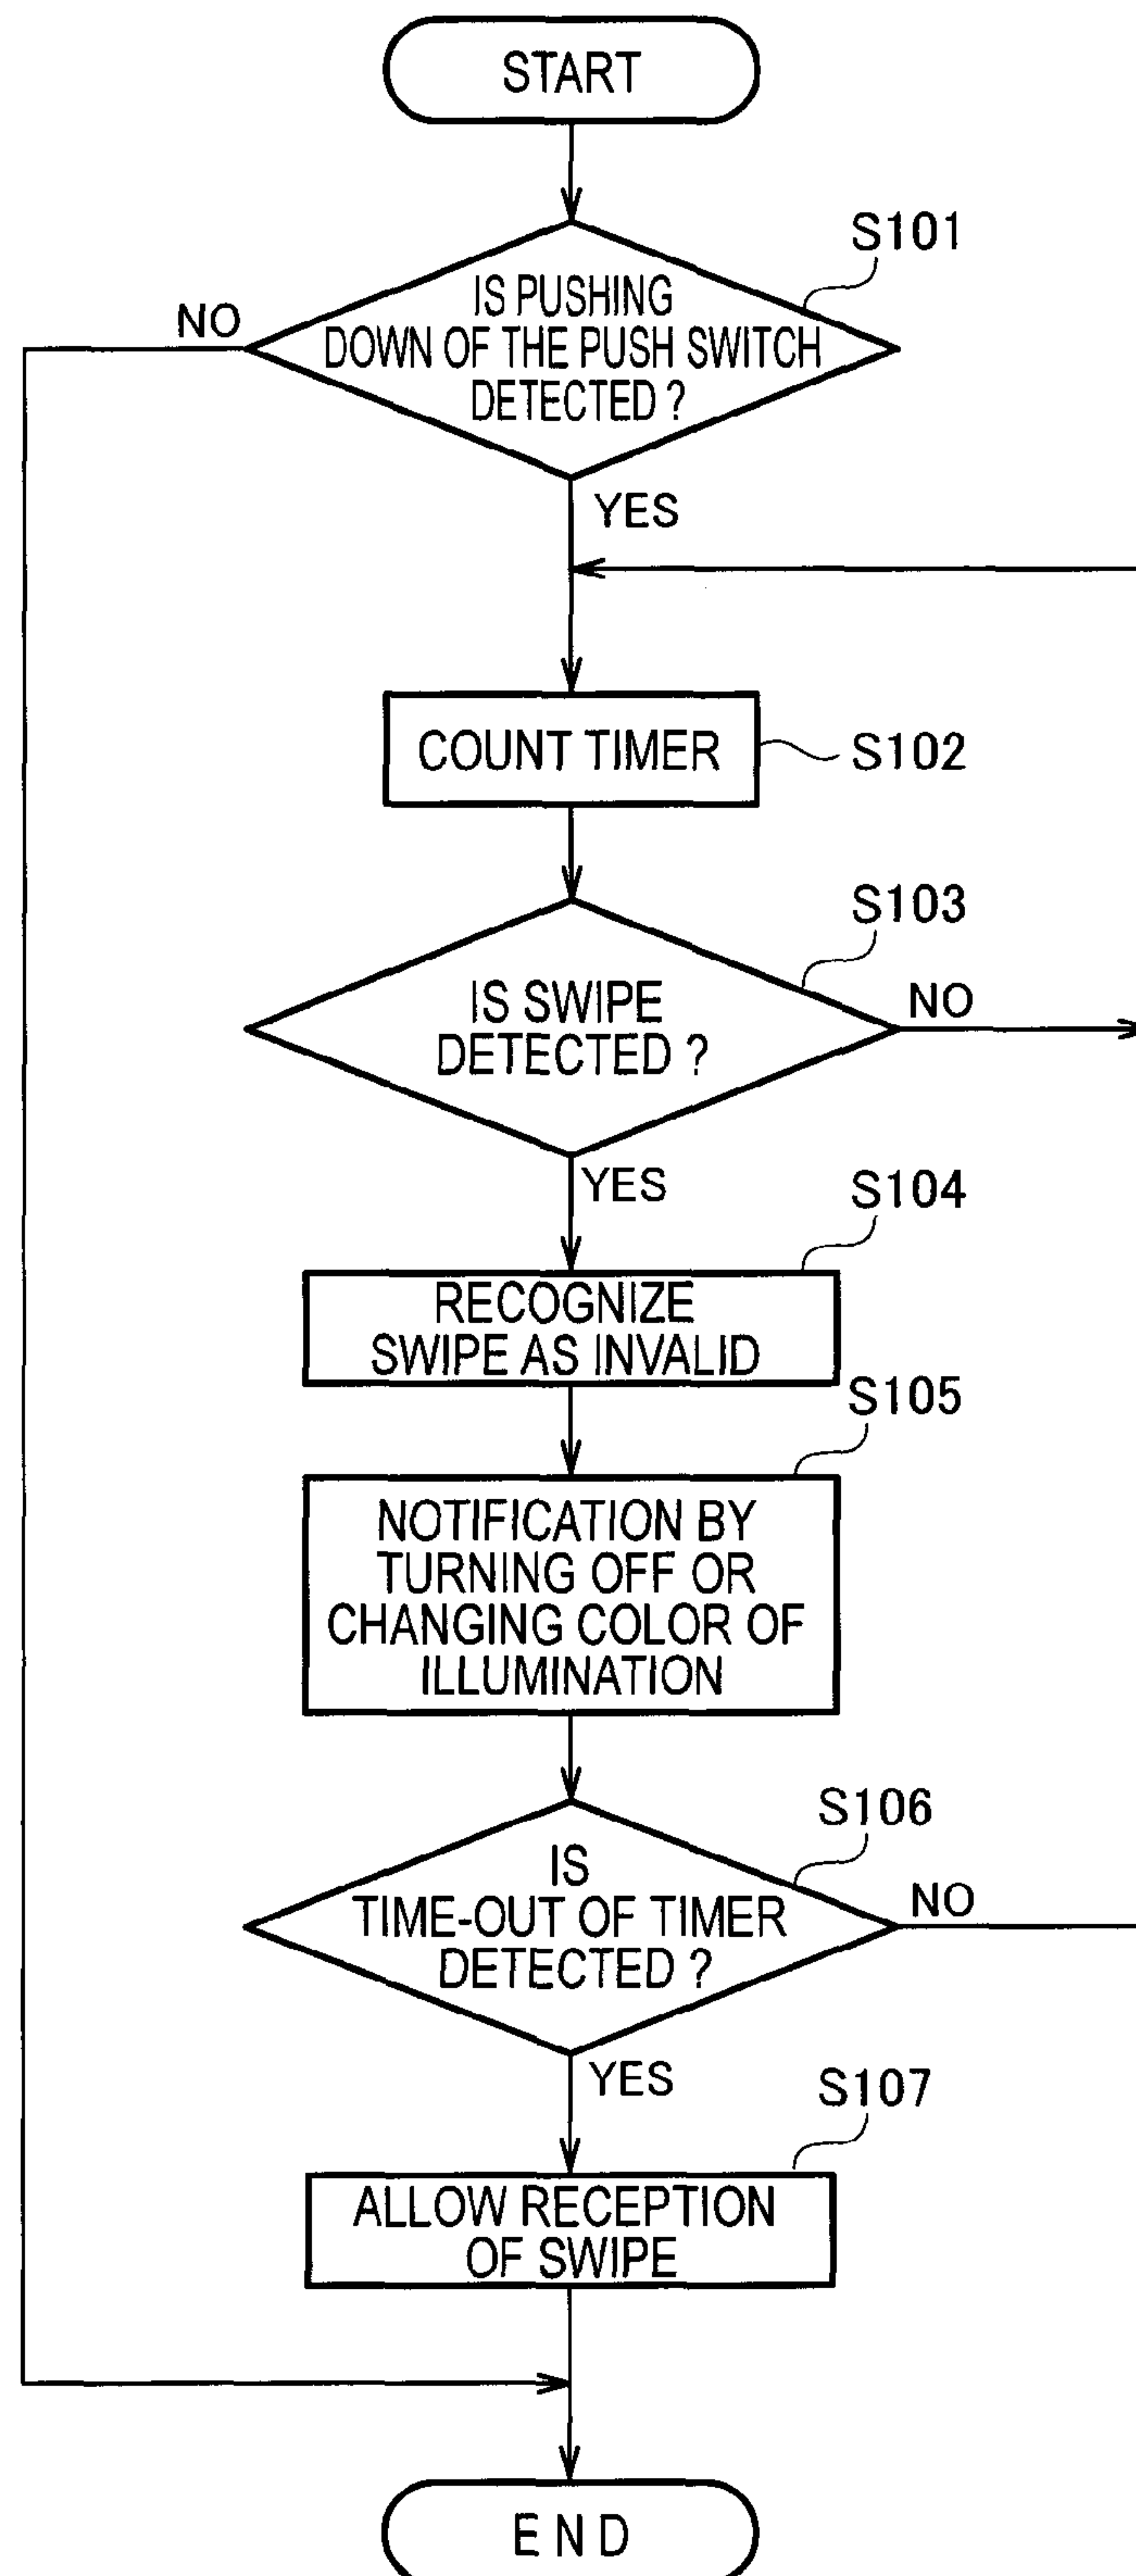 START
S101
IS PUSHING
DOWN OF THE PUSH SWITCH
DETECTED ?
NO
YES
COUNT TIMER
S102
S103
IS SWIPE
DETECTED ?
NO
YES
S104
RECOGNIZE
SWIPE AS INVALID
S105
NOTIFICATION BY
TURNING OFF OR
CHANGING COLOR OF
ILLUMINATION
S106
IS
TIME-OUT OF TIMER
DETECTED ?
NO
YES
S107
ALLOW RECEPTION
OF SWIPE
END